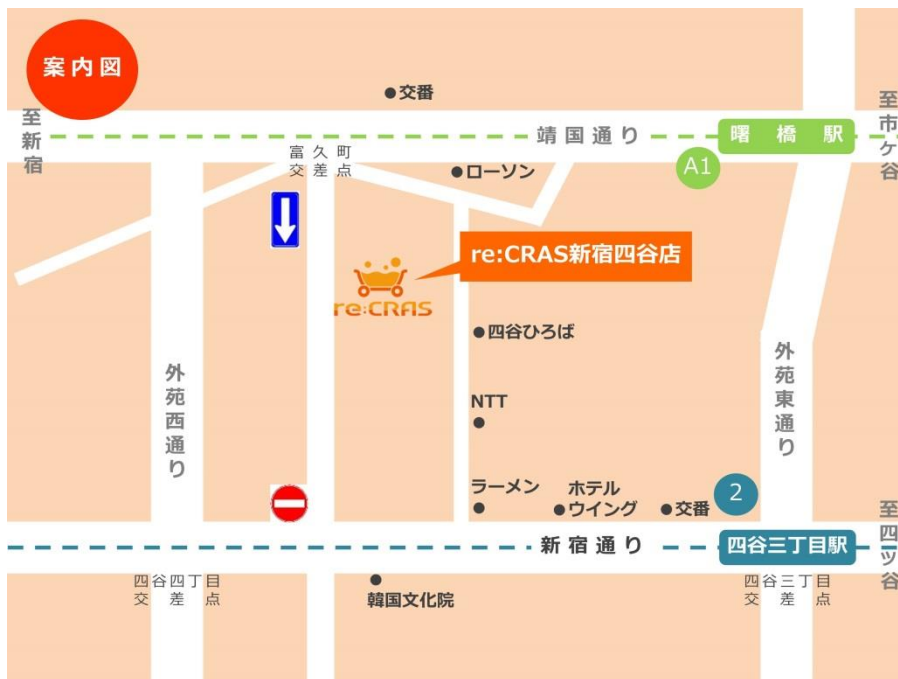 案内図
交番
至新宿
靖国通り
曙橋駅
至市ケ谷
富久町
交差点
ローソン
A1
re:CRAS新宿四谷店
re:CRAS
四谷ひろば
外苑西通り
外苑東通り
NTT
ラーメン
ホテル
ウイング
交番
2
新宿通り
四谷三丁目駅
至四ツ谷
四谷四丁目
交差点
韓国文化院
四谷三丁目
交差点